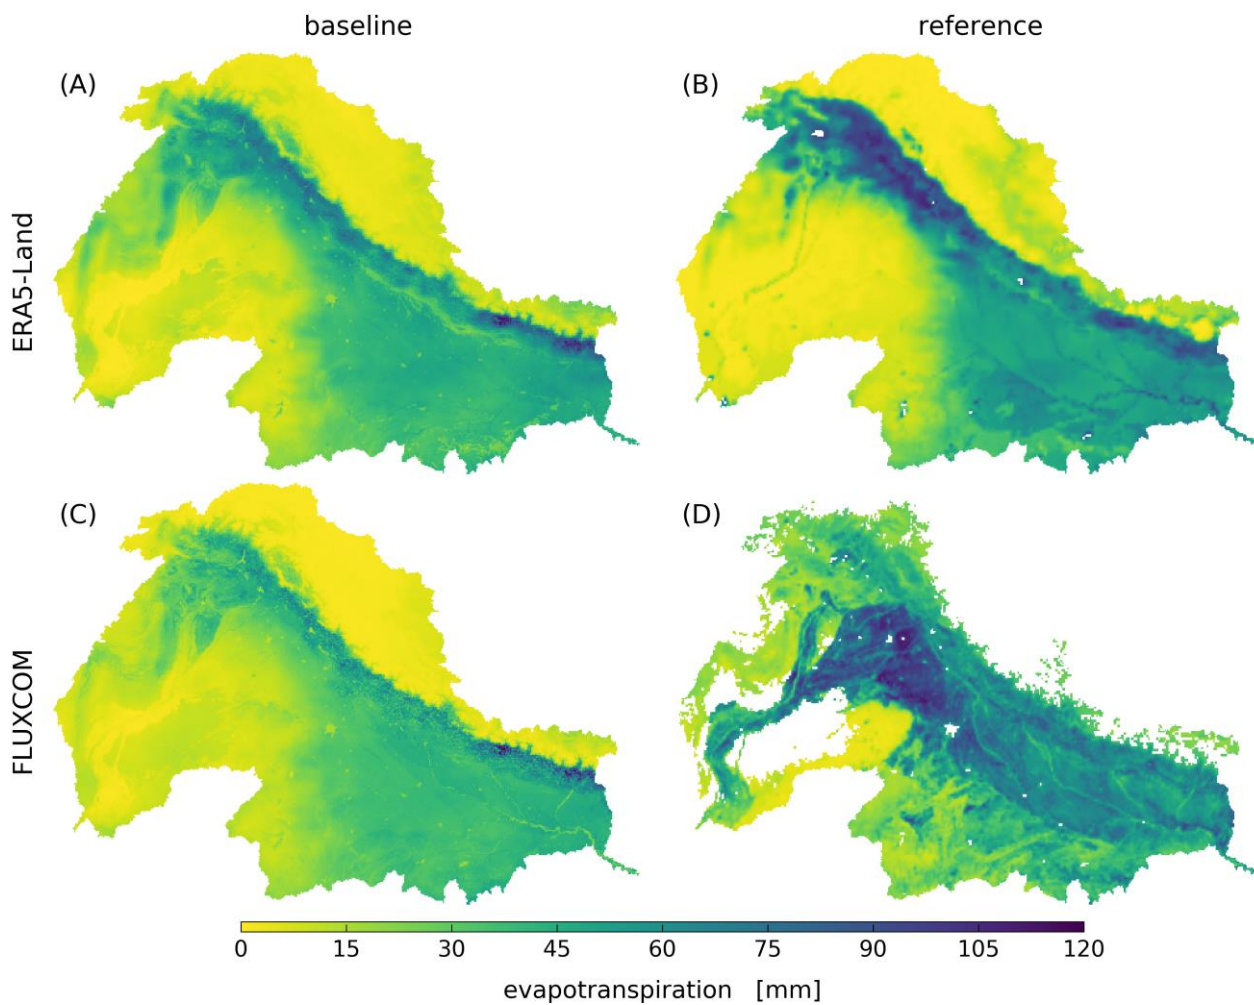 baseline
reference
(A)
(B)
ERA5-Land
(C)
(D)
FLUXCOM
0 15 30 45 60 75 90 105 120
evapotranspiration [mm]